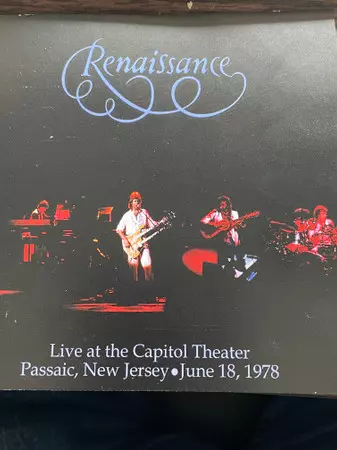 Renaissance
Live at the Capitol Theater
Passaic, New Jersey●June 18, 1978